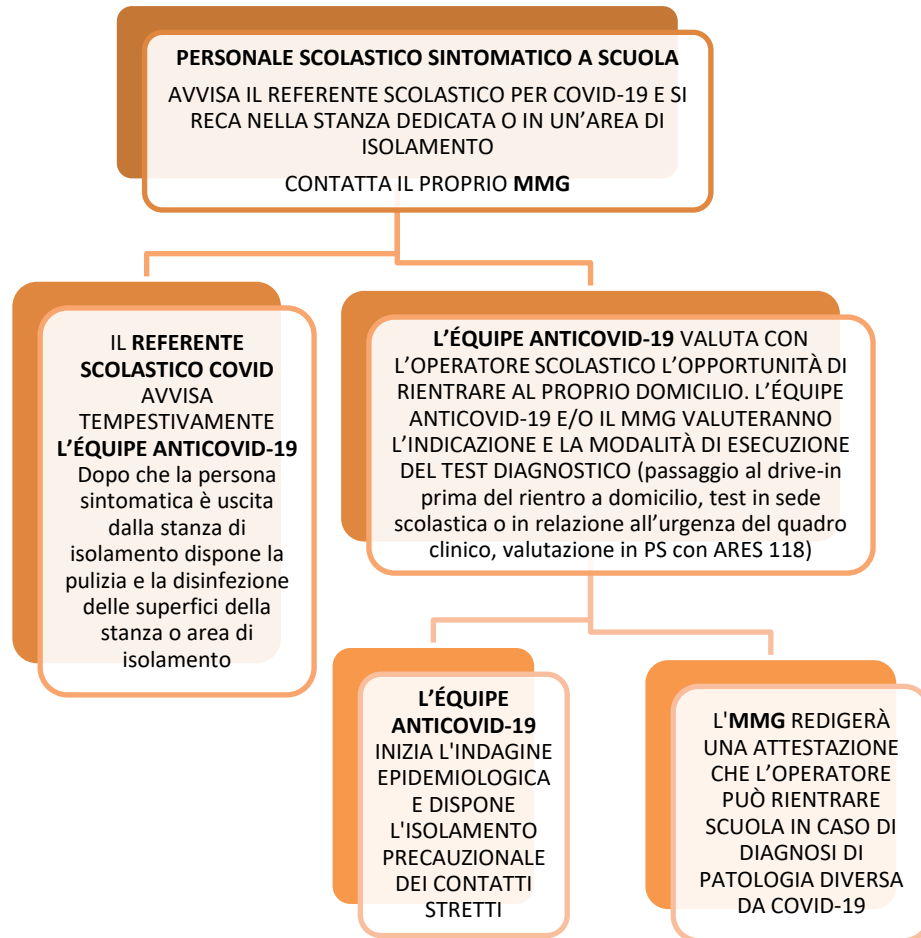 PERSONALE SCOLASTICO SINTOMATICO A SCUOLA
AVVISA IL REFERENTE SCOLASTICO PER COVID-19 E SI
RECA NELLA STANZA DEDICATA O IN UN’AREA DI
ISOLAMENTO
CONTATTA IL PROPRIO MMG
IL REFERENTE
SCOLASTICO COVID
AVVISA
TEMPESTIVAMENTE
L’ÉQUIPE ANTICOVID-19
Dopo che la persona
sintomatica è uscita
dalla stanza di
isolamento dispone la
pulizia e la disinfezione
delle superfici della
stanza o area di
isolamento
L’ÉQUIPE ANTICOVID-19 VALUTA CON
L’OPERATORE SCOLASTICO L’OPPORTUNITÀ DI
RIENTRARE AL PROPRIO DOMICILIO. L’ÉQUIPE
ANTICOVID-19 E/O IL MMG VALUTERANNO
L’INDICAZIONE E LA MODALITÀ DI ESECUZIONE
DEL TEST DIAGNOSTICO (passaggio al drive-in
prima del rientro a domicilio, test in sede
scolastica o in relazione all’urgenza del quadro
clinico, valutazione in PS con ARES 118)
L’ÉQUIPE
ANTICOVID-19
INIZIA L'INDAGINE
EPIDEMIOLOGICA
E DISPONE
L'ISOLAMENTO
PRECAUZIONALE
DEI CONTATTI
STRETTI
L'MMG REDIGERÀ
UNA ATTESTAZIONE
CHE L’OPERATORE
PUÒ RIENTRARE
SCUOLA IN CASO DI
DIAGNOSI DI
PATOLOGIA DIVERSA
DA COVID-19